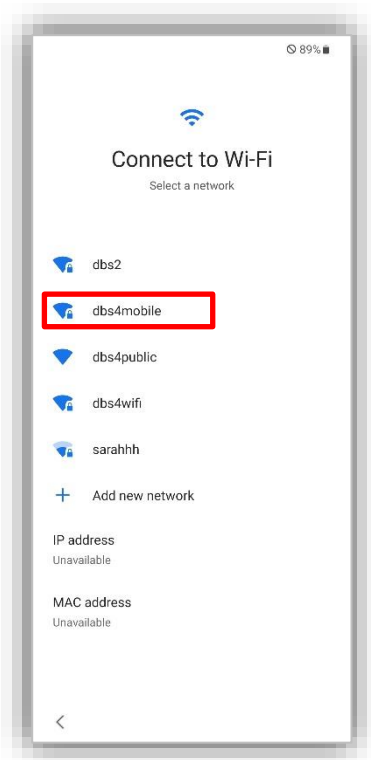 89%
Connect to Wi-Fi
Select a network
dbs2
dbs4mobile
dbs4public
dbs4wifi
sarahhh
Add new network
IP address
Unavailable
MAC address
Unavailable